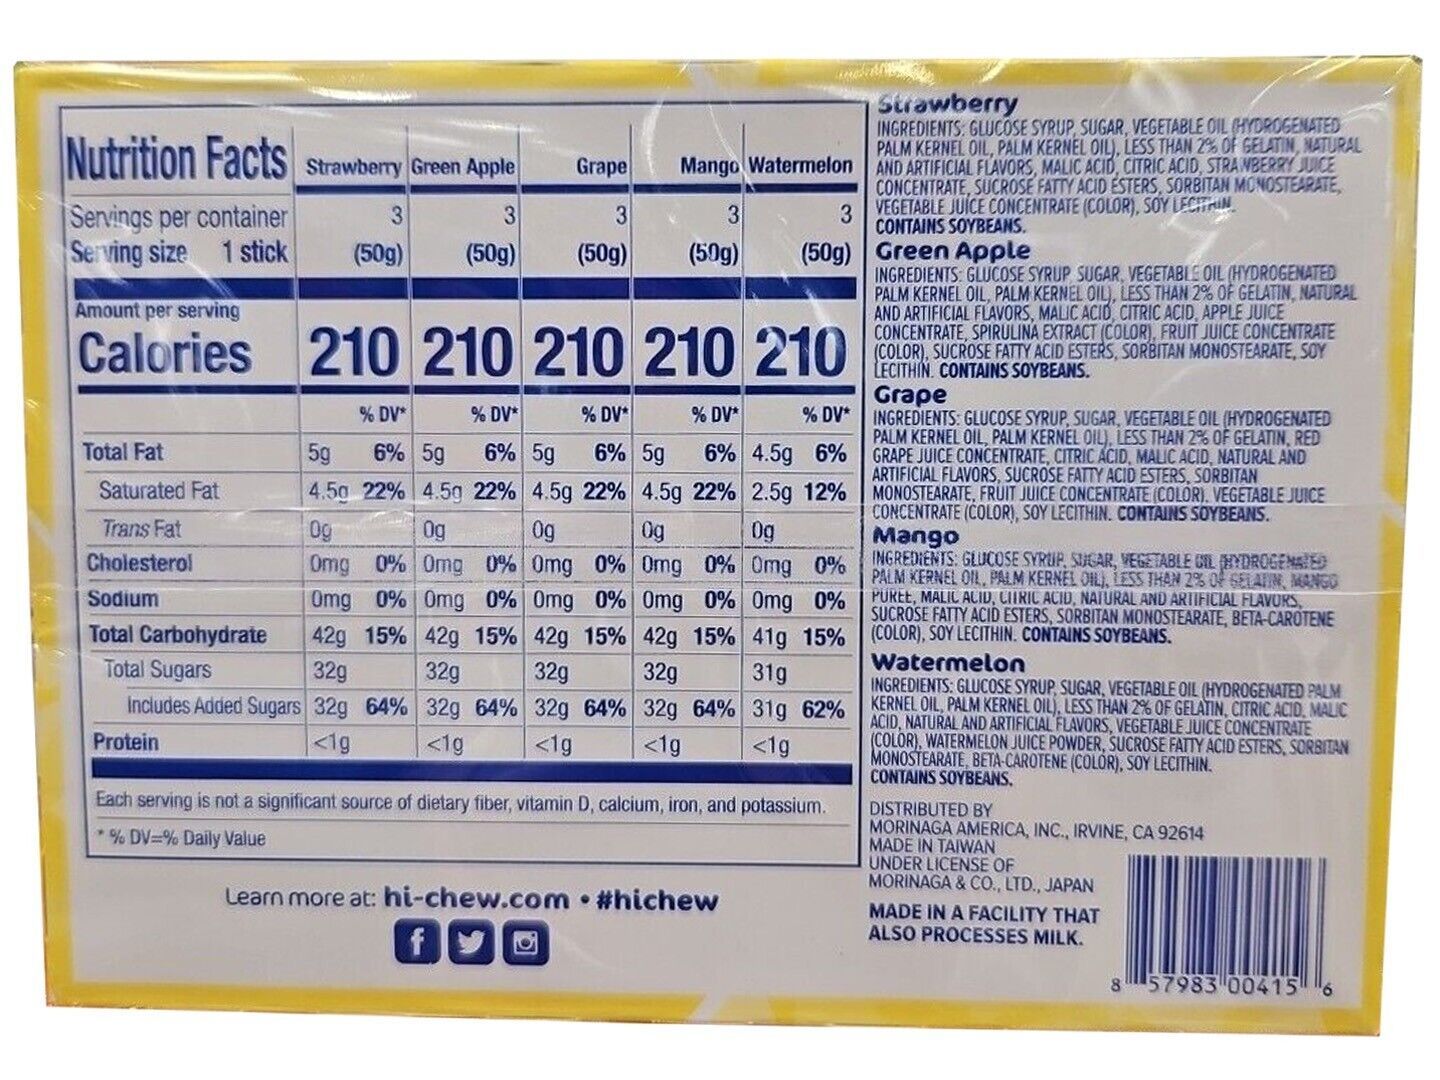 Nutrition Facts Strawberry Green Apple Grape Mango Watermelon
Servings per container 3 3 3 3 3
Serving size 1 stick (50g) (50g) (50g) (50g) (50g)
Amount per serving
Calories 210 210 210 210 210
% DV* % DV* % DV* % DV* % DV*
Total Fat 5g 6% 5g 6% 5g 6% 5g 6% 4.5g 6%
Saturated Fat 4.5g 22% 4.5g 22% 4.5g 22% 4.5g 22% 2.5g 12%
Trans Fat 0g 0g 0g 0g 0g
Cholesterol 0mg 0% 0mg 0% 0mg 0% 0mg 0% 0mg 0%
Sodium 0mg 0% 0mg 0% 0mg 0% 0mg 0% 0mg 0%
Total Carbohydrate 42g 15% 42g 15% 42g 15% 42g 15% 41g 15%
Total Sugars 32g 32g 32g 32g 31g
Includes Added Sugars 32g 64% 32g 64% 32g 64% 32g 64% 31g 62%
Protein <1g <1g <1g <1g <1g
Each serving is not a significant source of dietary fiber, vitamin D, calcium, iron, and potassium.
* % DV=% Daily Value
Learn more at: hi-chew.com • #hichew
Strawberry
INGREDIENTS: GLUCOSE SYRUP, SUGAR, VEGETABLE OIL (HYDROGENATED
PALM KERNEL OIL, PALM KERNEL OIL), LESS THAN 2% OF GELATIN, NATURAL
AND ARTIFICIAL FLAVORS, MALIC ACID, CITRIC ACID, STRAWBERRY JUICE
CONCENTRATE, SUCROSE FATTY ACID ESTERS, SORBITAN MONOSTEARATE,
VEGETABLE JUICE CONCENTRATE (COLOR), SOY LECITHIN.
CONTAINS SOYBEANS.
Green Apple
INGREDIENTS: GLUCOSE SYRUP, SUGAR, VEGETABLE OIL (HYDROGENATED
PALM KERNEL OIL, PALM KERNEL OIL), LESS THAN 2% OF GELATIN, NATURAL
AND ARTIFICIAL FLAVORS, MALIC ACID, CITRIC ACID, APPLE JUICE
CONCENTRATE, SPIRULINA EXTRACT (COLOR), FRUIT JUICE CONCENTRATE
(COLOR), SUCROSE FATTY ACID ESTERS, SORBITAN MONOSTEARATE, SOY
LECITHIN. CONTAINS SOYBEANS.
Grape
INGREDIENTS: GLUCOSE SYRUP, SUGAR, VEGETABLE OIL (HYDROGENATED
PALM KERNEL OIL, PALM KERNEL OIL), LESS THAN 2% OF GELATIN, RED
GRAPE JUICE CONCENTRATE, CITRIC ACID, MALIC ACID, NATURAL AND
ARTIFICIAL FLAVORS, SUCROSE FATTY ACID ESTERS, SORBITAN
MONOSTEARATE, FRUIT JUICE CONCENTRATE (COLOR), VEGETABLE JUICE
CONCENTRATE (COLOR), SOY LECITHIN. CONTAINS SOYBEANS.
Mango
INGREDIENTS: GLUCOSE SYRUP, SUGAR, VEGETABLE OIL (HYDROGENATED
PALM KERNEL OIL, PALM KERNEL OIL), LESS THAN 2% OF GELATIN, MANGO
PUREE, MALIC ACID, CITRIC ACID, NATURAL AND ARTIFICIAL FLAVORS,
SUCROSE FATTY ACID ESTERS, SORBITAN MONOSTEARATE, BETA-CAROTENE
(COLOR), SOY LECITHIN. CONTAINS SOYBEANS.
Watermelon
INGREDIENTS: GLUCOSE SYRUP, SUGAR, VEGETABLE OIL (HYDROGENATED PALM
KERNEL OIL, PALM KERNEL OIL), LESS THAN 2% OF GELATIN, CITRIC ACID, MALIC
ACID, NATURAL AND ARTIFICIAL FLAVORS, VEGETABLE JUICE CONCENTRATE
(COLOR), WATERMELON JUICE POWDER, SUCROSE FATTY ACID ESTERS, SORBITAN
MONOSTEARATE, BETA-CAROTENE (COLOR), SOY LECITHIN.
CONTAINS SOYBEANS.
DISTRIBUTED BY
MORINAGA AMERICA, INC., IRVINE, CA 92614
MADE IN TAIWAN
UNDER LICENSE OF
MORINAGA & CO., LTD., JAPAN
MADE IN A FACILITY THAT
ALSO PROCESSES MILK.
8 57983 00415 6